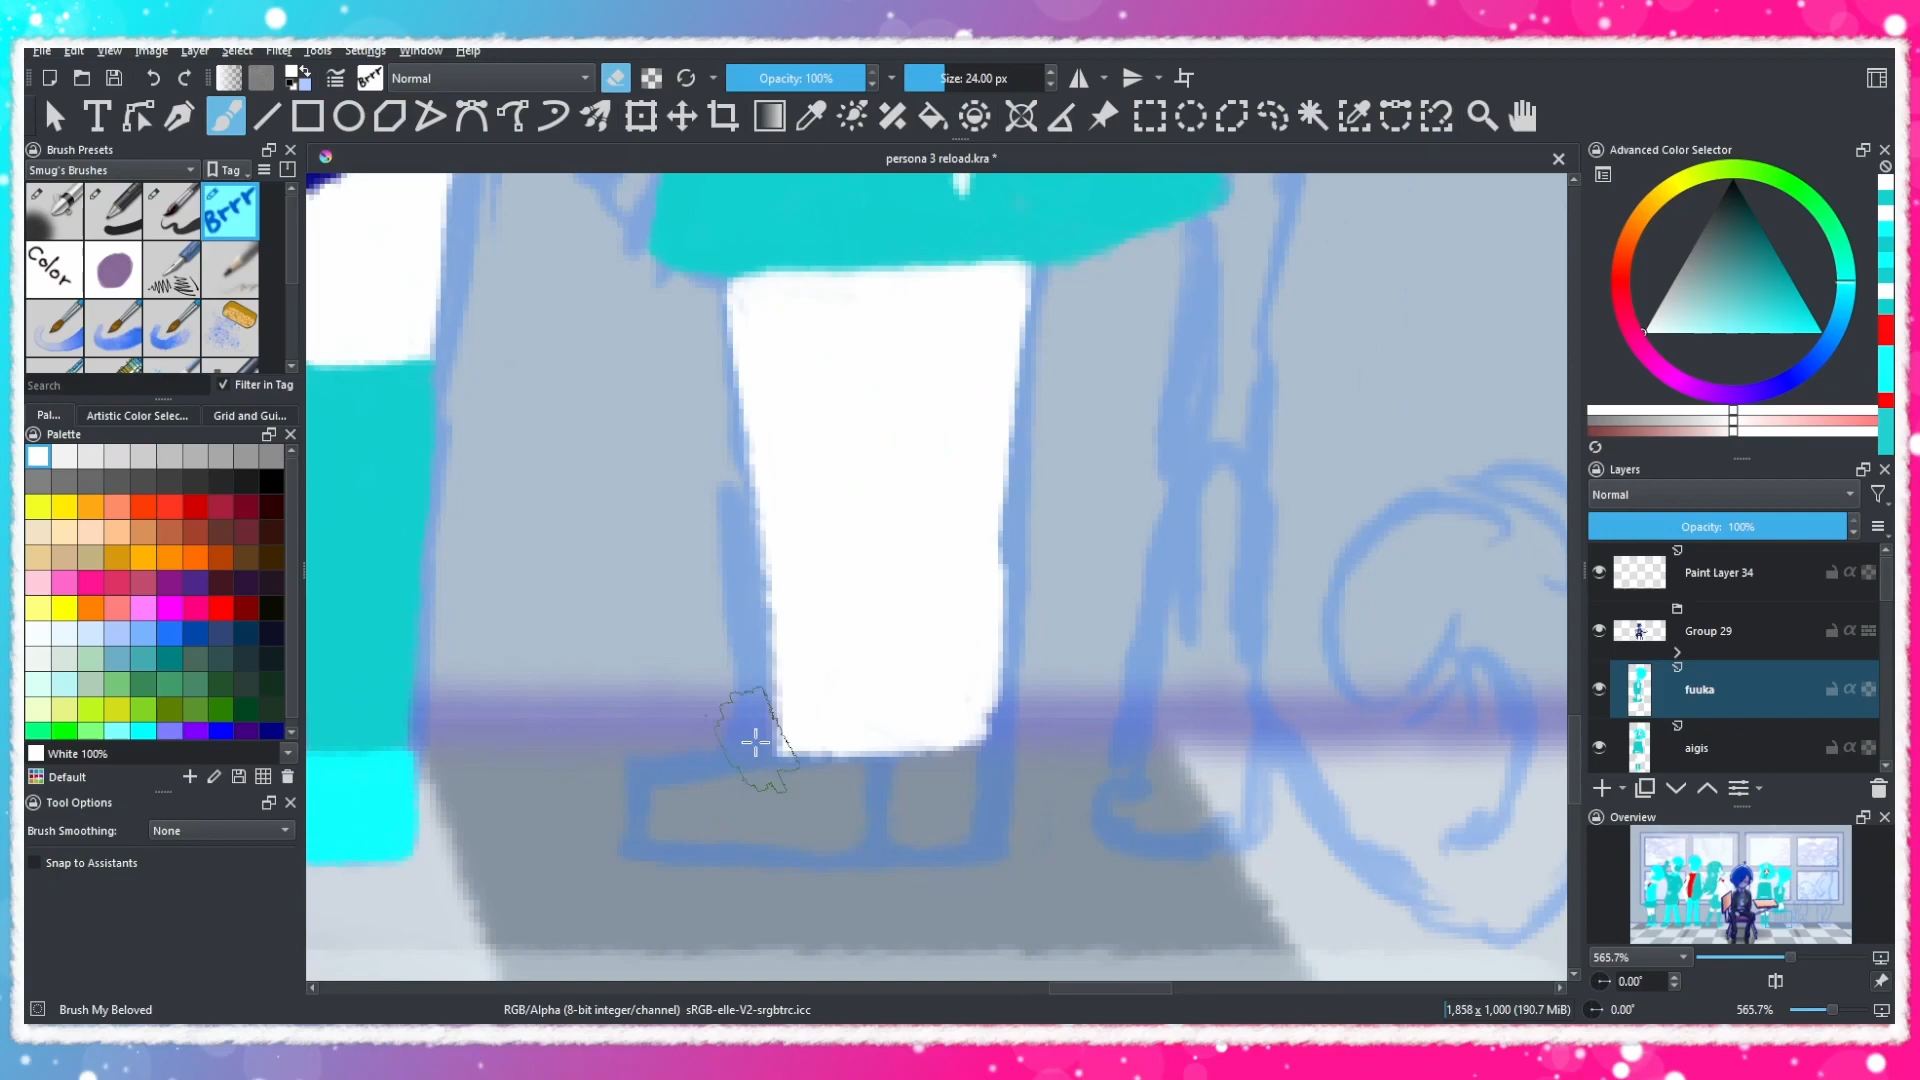 File Edit View Image Layer Select Filter Tools Settings Window Help
Brrr Normal Opacity: 100% Size: 24.00 px
T
Brush Presets
persona 3 reload.kra *
Advanced Color Selector
Smug's Brushes Tag
Brrr
Color
Search Filter in Tag
Pal... Artistic Color Selec... Grid and Gui...
Palette
Layers
Normal
Opacity: 100%
Paint Layer 34
Group 29
fuuka
aigis
White 100%
Default
Tool Options
Overview
Brush Smoothing: None
Snap to Assistants
565.7%
0.00°
Brush My Beloved
RGB/Alpha (8-bit integer/channel) sRGB-elle-V2-srgbtrc.icc
1,858 x 1,000 (190.7 MiB)
0.00°
565.7%